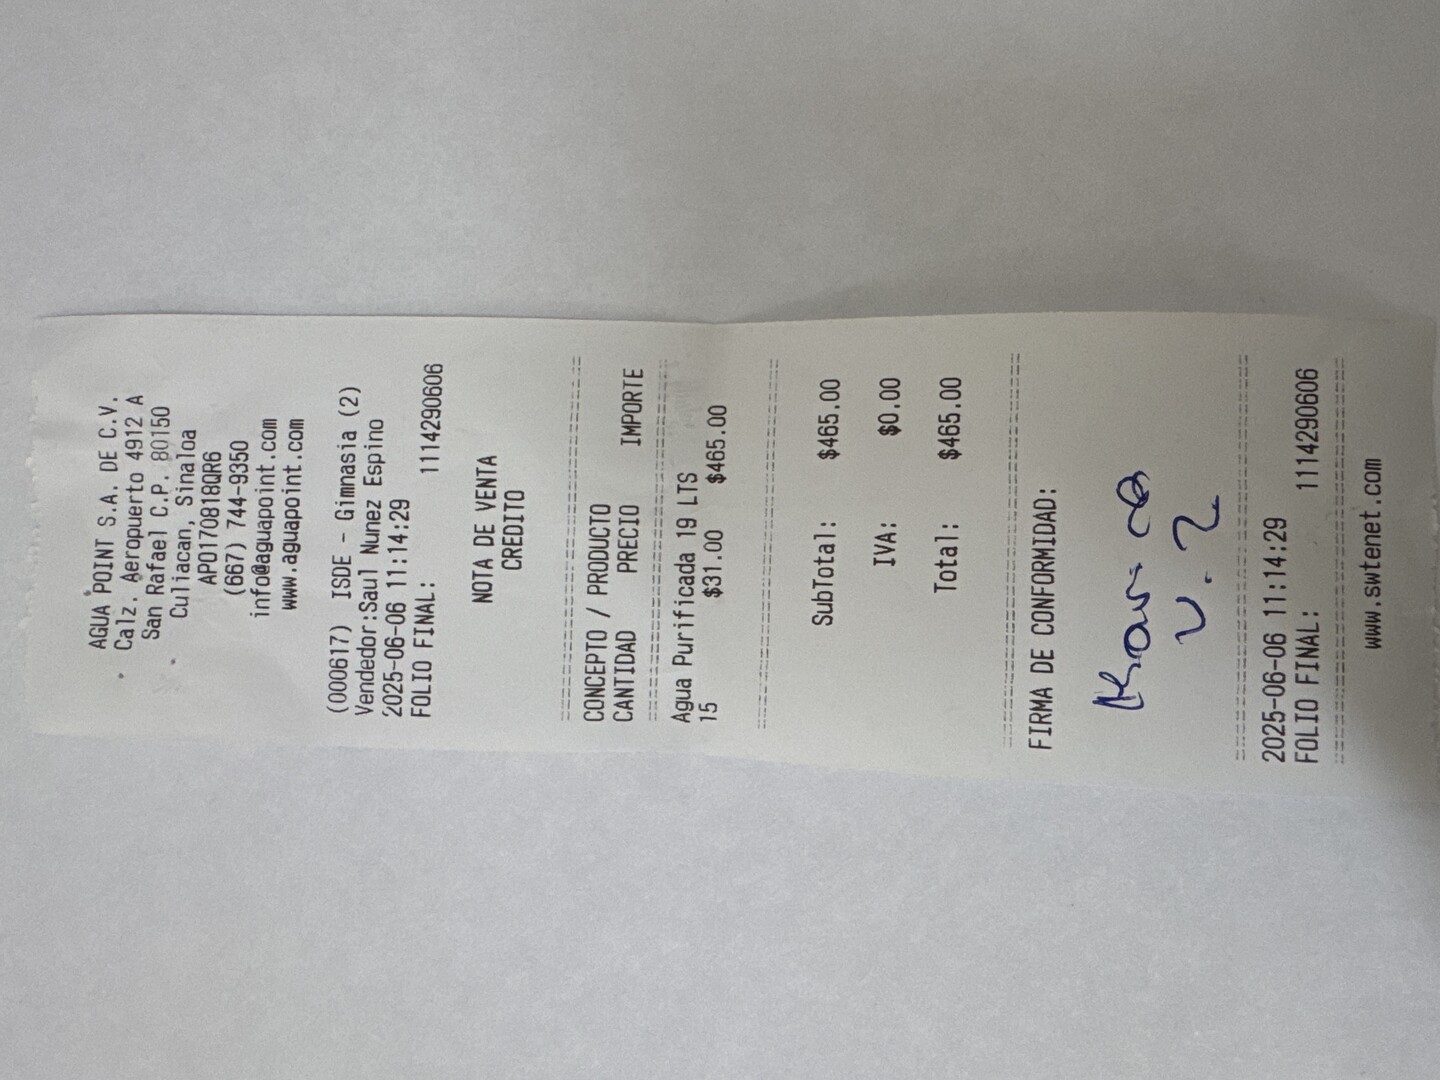 AGUA POINT S.A. DE C.V.
Calz. Aeropuerto 4912 A
San Rafael C.P. 80150
Culiacan, Sinaloa
APO170818QR6
(667) 744-9350
info@aguapoint.com
www.aguapoint.com
(000617) ISDE - Gimnasia (2)
Vendedor:Saul Nunez Espino
2025-06-06 11:14:29
FOLIO FINAL: 1114290606
NOTA DE VENTA
CREDITO
CONCEPTO / PRODUCTO
CANTIDAD PRECIO IMPORTE
Agua Purificada 19 LTS
15 $31.00 $465.00
SubTotal: $465.00
IVA: $0.00
Total: $465.00
FIRMA DE CONFORMIDAD:
2025-06-06 11:14:29
FOLIO FINAL: 1114290606
www.swtenet.com